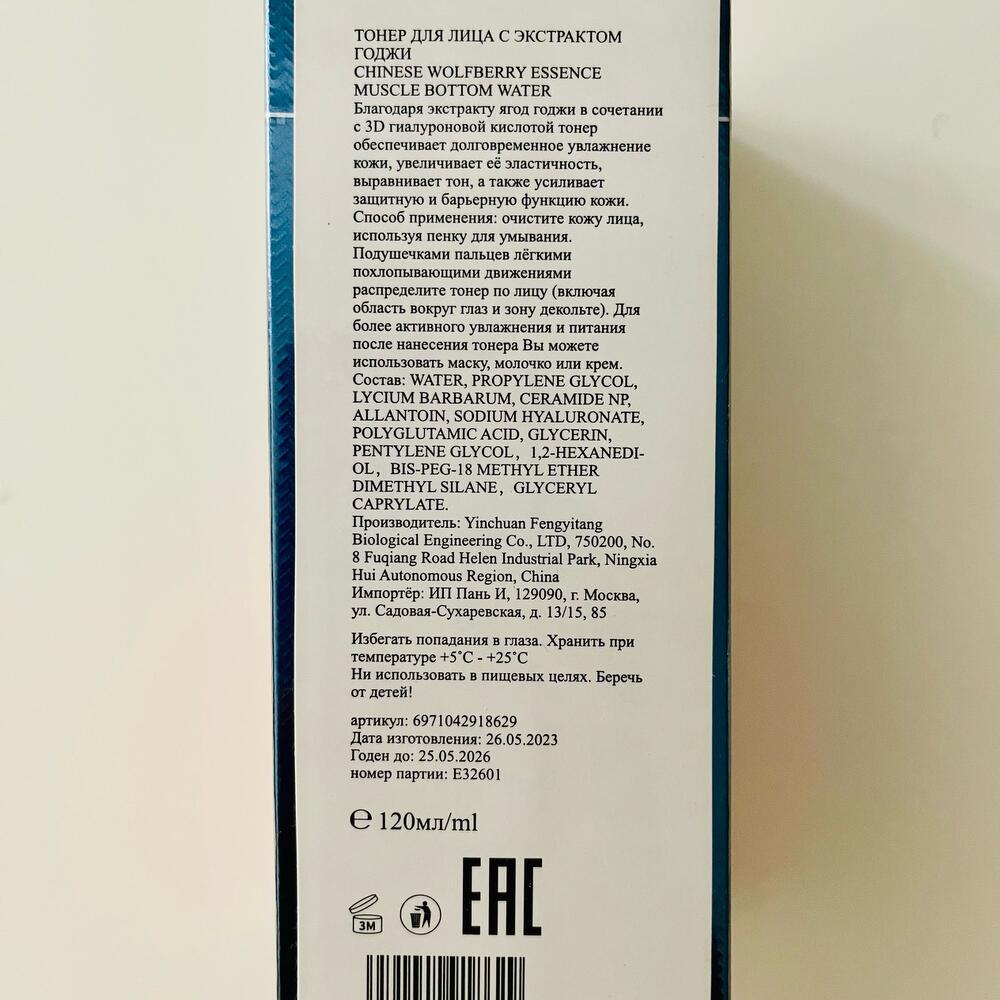 ТОНЕР ДЛЯ ЛИЦА С ЭКСТРАКТОМ
ГОДЖИ
CHINESE WOLFBERRY ESSENCE
MUSCLE BOTTOM WATER
Благодаря экстракту ягод годжи в сочетании
с 3D гиалуроновой кислотой тонер
обеспечивает долговременное увлажнение
кожи, увеличивает её эластичность,
выравнивает тон, а также усиливает
защитную и барьерную функцию кожи.
Способ применения: очистите кожу лица,
используя пенку для умывания.
Подушечками пальцев лёгкими
похлопывающими движениями
распределите тонер по лицу (включая
область вокруг глаз и зону декольте). Для
более активного увлажнения и питания
после нанесения тонера Вы можете
использовать маску, молочко или крем.
Состав: WATER, PROPYLENE GLYCOL,
LYCIUM BARBARUM, CERAMIDE NP,
ALLANTOIN, SODIUM HYALURONATE,
POLYGLUTAMIC ACID, GLYCERIN,
PENTYLENE GLYCOL, 1,2-HEXANEDI-
OL, BIS-PEG-18 METHYL ETHER
DIMETHYL SILANE, GLYCERYL
CAPRYLATE.
Производитель: Yinchuan Fengyitang
Biological Engineering Co., LTD, 750200, No.
8 Fuqiang Road Helen Industrial Park, Ningxia
Hui Autonomous Region, China
Импортёр: ИП Пань И, 129090, г. Москва,
ул. Садовая-Сухаревская, д. 13/15, 85
Избегать попадания в глаза. Хранить при
температуре +5˚C - +25˚C
Ни использовать в пищевых целях. Беречь
от детей!
артикул: 6971042918629
Дата изготовления: 26.05.2023
Годен до: 25.05.2026
номер партии: E32601
℮ 120мл/ml
3M
EAC